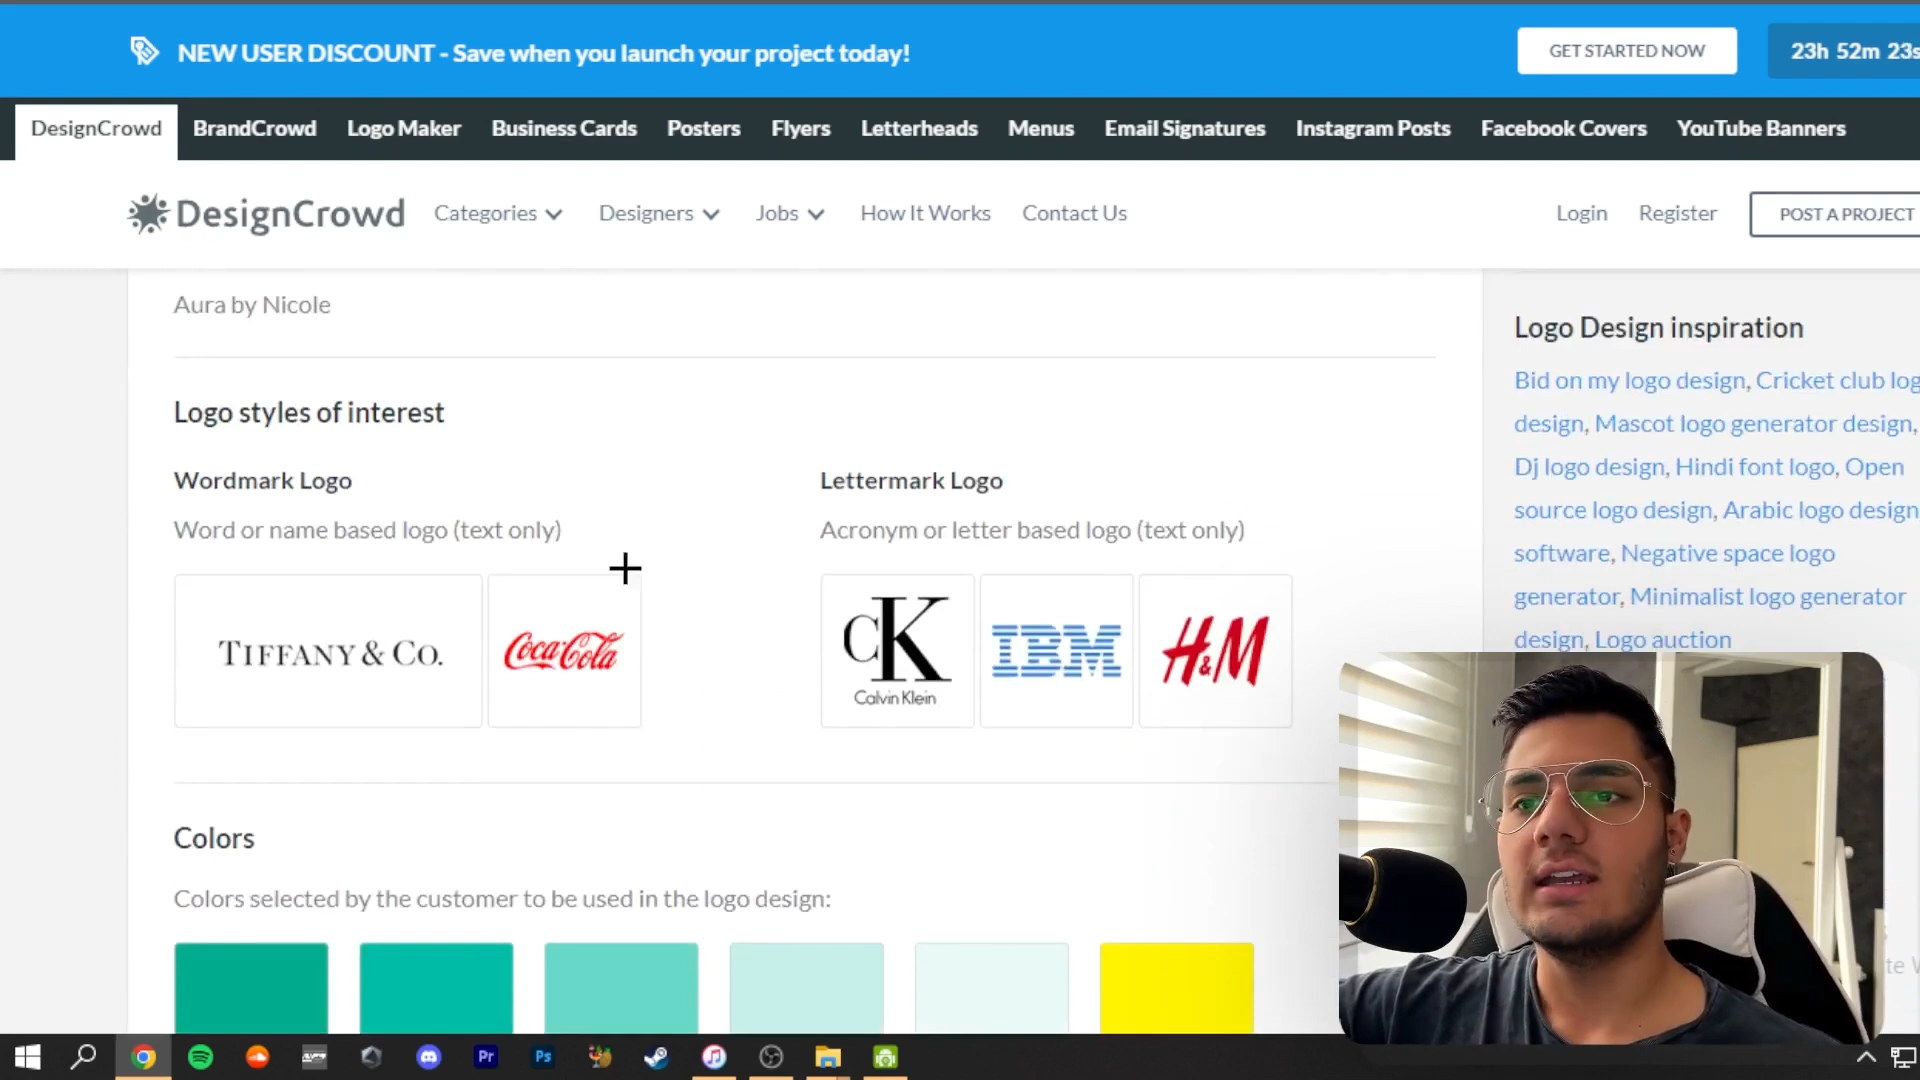 NEW USER DISCOUNT - Save when you launch your project today!
GET STARTED NOW
23h 52m 23s
DesignCrowd BrandCrowd Logo Maker Business Cards Posters Flyers Letterheads Menus Email Signatures Instagram Posts Facebook Covers YouTube Banners
DesignCrowd Categories Designers Jobs How It Works Contact Us Login Register POST A PROJECT
Aura by Nicole
Logo styles of interest
Wordmark Logo
Word or name based logo (text only)
TIFFANY & CO.
Coca-Cola
Lettermark Logo
Acronym or letter based logo (text only)
cK
Calvin Klein
IBM
H&M
Colors
Colors selected by the customer to be used in the logo design:
Logo Design inspiration
Bid on my logo design, Cricket club log
design, Mascot logo generator design,
Dj logo design, Hindi font logo, Open
source logo design, Arabic logo design
software, Negative space logo
generator, Minimalist logo generator
design, Logo auction
Pr
Ps